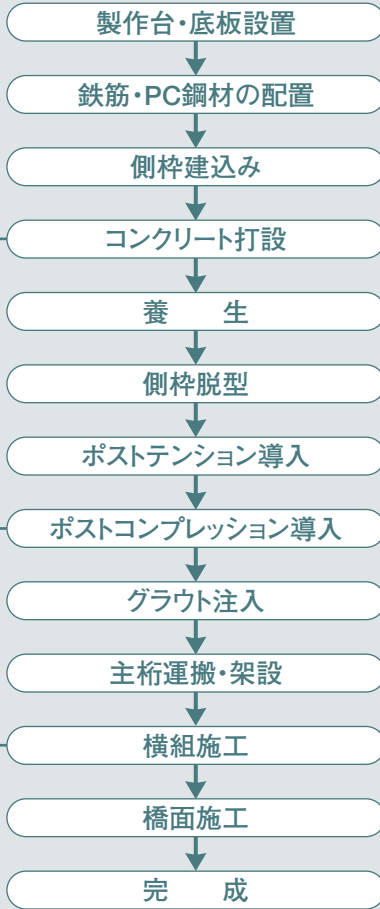 製作台・底板設置
鉄筋・PC鋼材の配置
側枠建込み
コンクリート打設
養　　生
側枠脱型
ポストテンション導入
ポストコンプレッション導入
グラウト注入
主桁運搬・架設
横組施工
橋面施工
完　　成